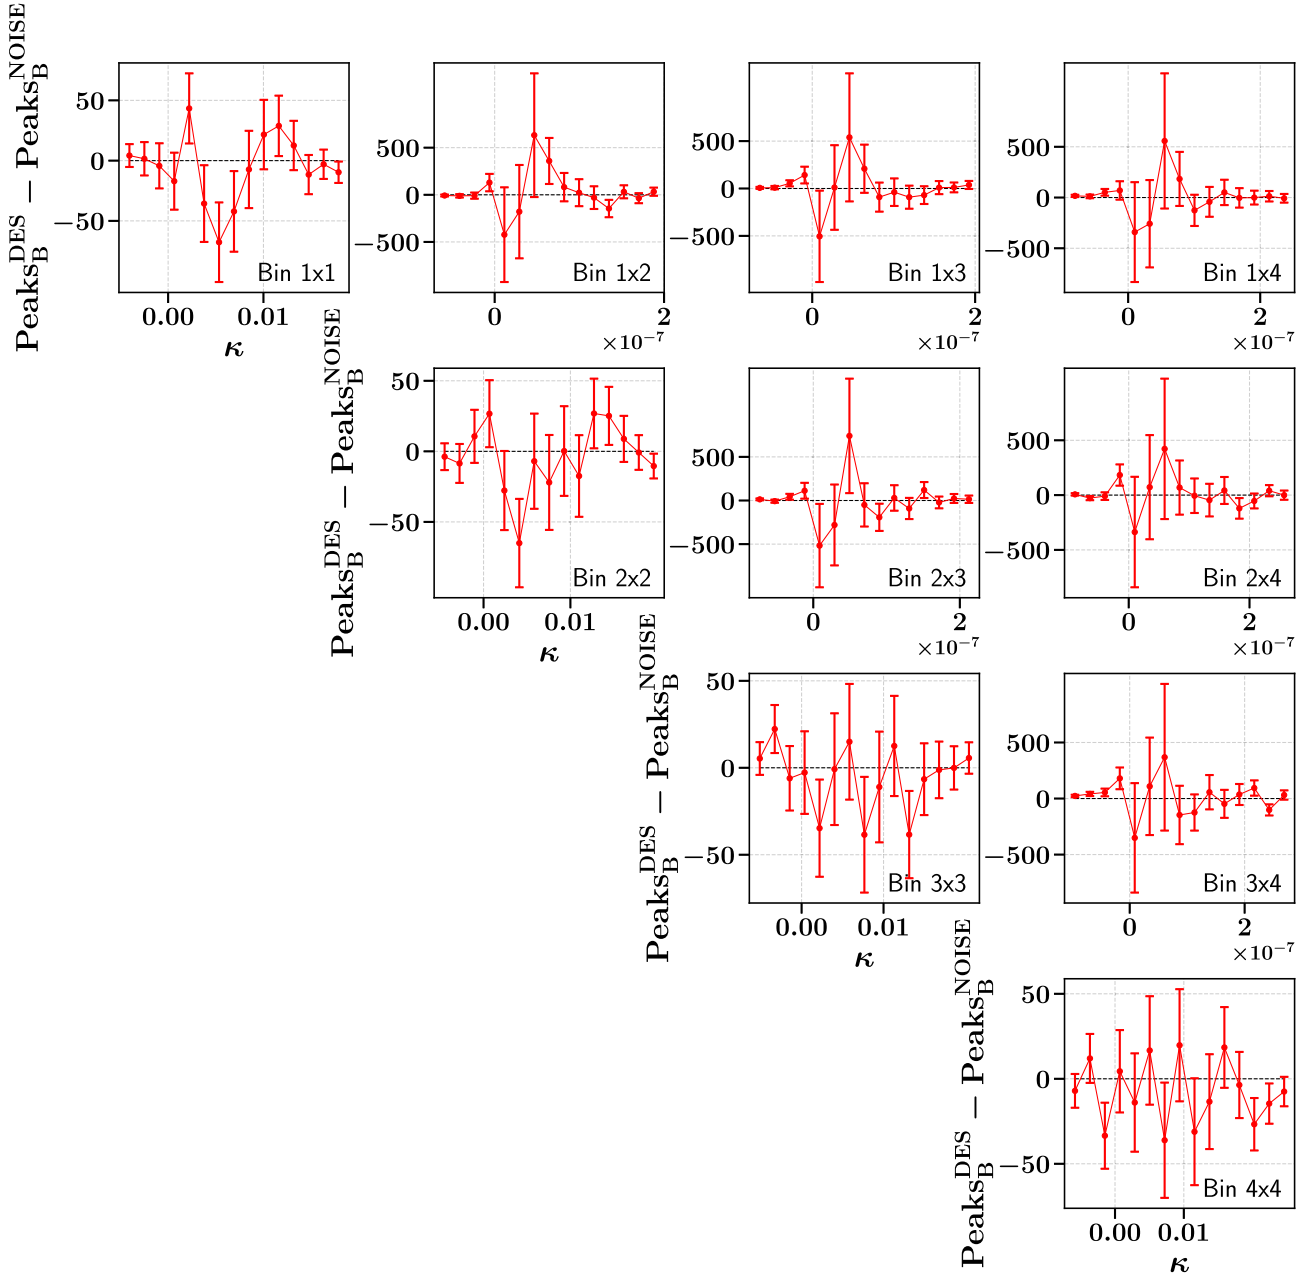 Peaks_B^DES − Peaks_B^NOISE
50
0
−50
Bin 1x1
0.00 0.01
κ
500
0
−500
Bin 1x2
0 2
×10⁻⁷
500
0
−500
Bin 1x3
0 2
×10⁻⁷
500
0
−500
Bin 1x4
0 2
×10⁻⁷
Peaks_B^DES − Peaks_B^NOISE
50
0
−50
Bin 2x2
0.00 0.01
κ
500
0
−500
Bin 2x3
0 2
×10⁻⁷
500
0
−500
Bin 2x4
0 2
×10⁻⁷
Peaks_B^DES − Peaks_B^NOISE
50
0
−50
Bin 3x3
0.00 0.01
κ
500
0
−500
Bin 3x4
0 2
×10⁻⁷
Peaks_B^DES − Peaks_B^NOISE
50
0
−50
Bin 4x4
0.00 0.01
κ